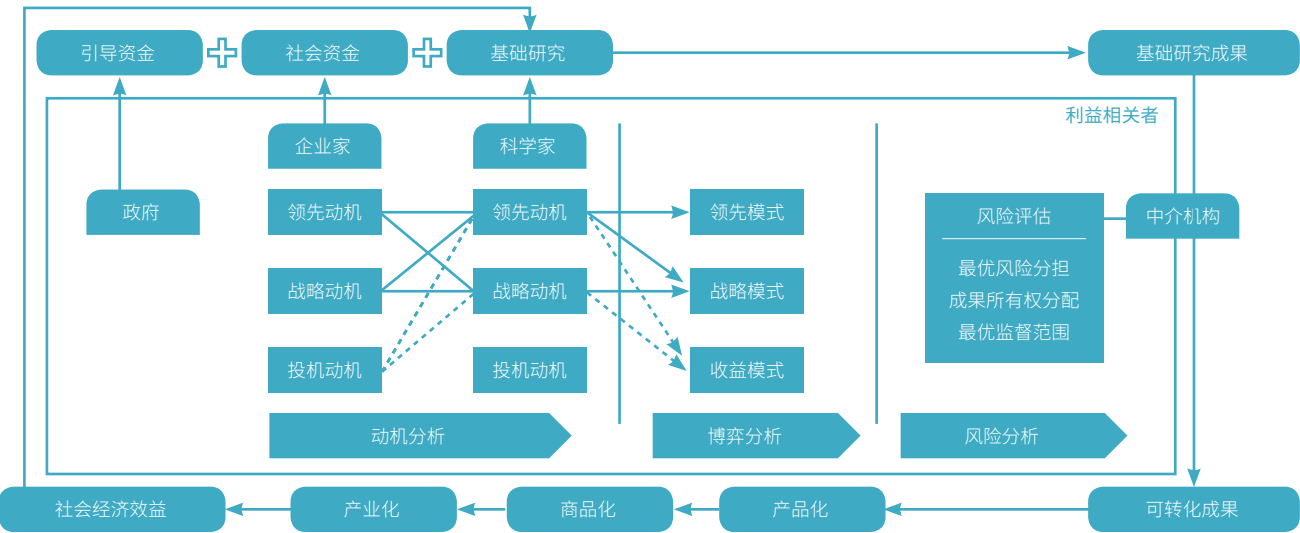 引导资金
社会资金
基础研究
基础研究成果
利益相关者
政府
企业家
科学家
领先动机
领先动机
领先模式
战略动机
战略动机
战略模式
投机动机
投机动机
收益模式
风险评估
最优风险分担
成果所有权分配
最优监督范围
中介机构
动机分析
博弈分析
风险分析
社会经济效益
产业化
商品化
产品化
可转化成果